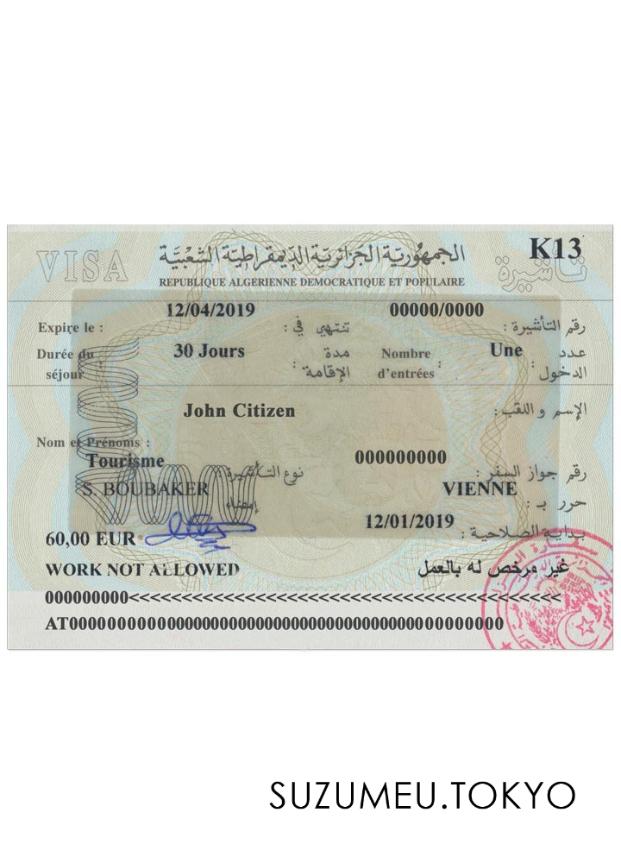 VISA الجمهورية الجزائرية الديمقراطية الشعبية K13 تأشيرة
REPUBLIQUE ALGERIENNE DEMOCRATIQUE ET POPULAIRE
12/04/2019 00000/0000
Expire le : تنتهي في : رقم التأشيرة :
Durée du séjour 30 Jours مدة الإقامة : Nombre d'entrées : Une عدد الدخول :
John Citizen الإسم و اللقب :
Nom et Prénoms :
Tourisme نوع التأشيرة 000000000 رقم جواز السفر :
S. BOUBAKER إمضاء VIENNE حرر بـ :
60,00 EUR 12/01/2019 بداية الصلاحية :
WORK NOT ALLOWED غير مرخص له بالعمل
000000000<<<<<<<<<<<<<<<<<<<<<<<<<<<<<<<<<<<
AT00000000000000000000000000000000000000000
SUZUMEU.TOKYO